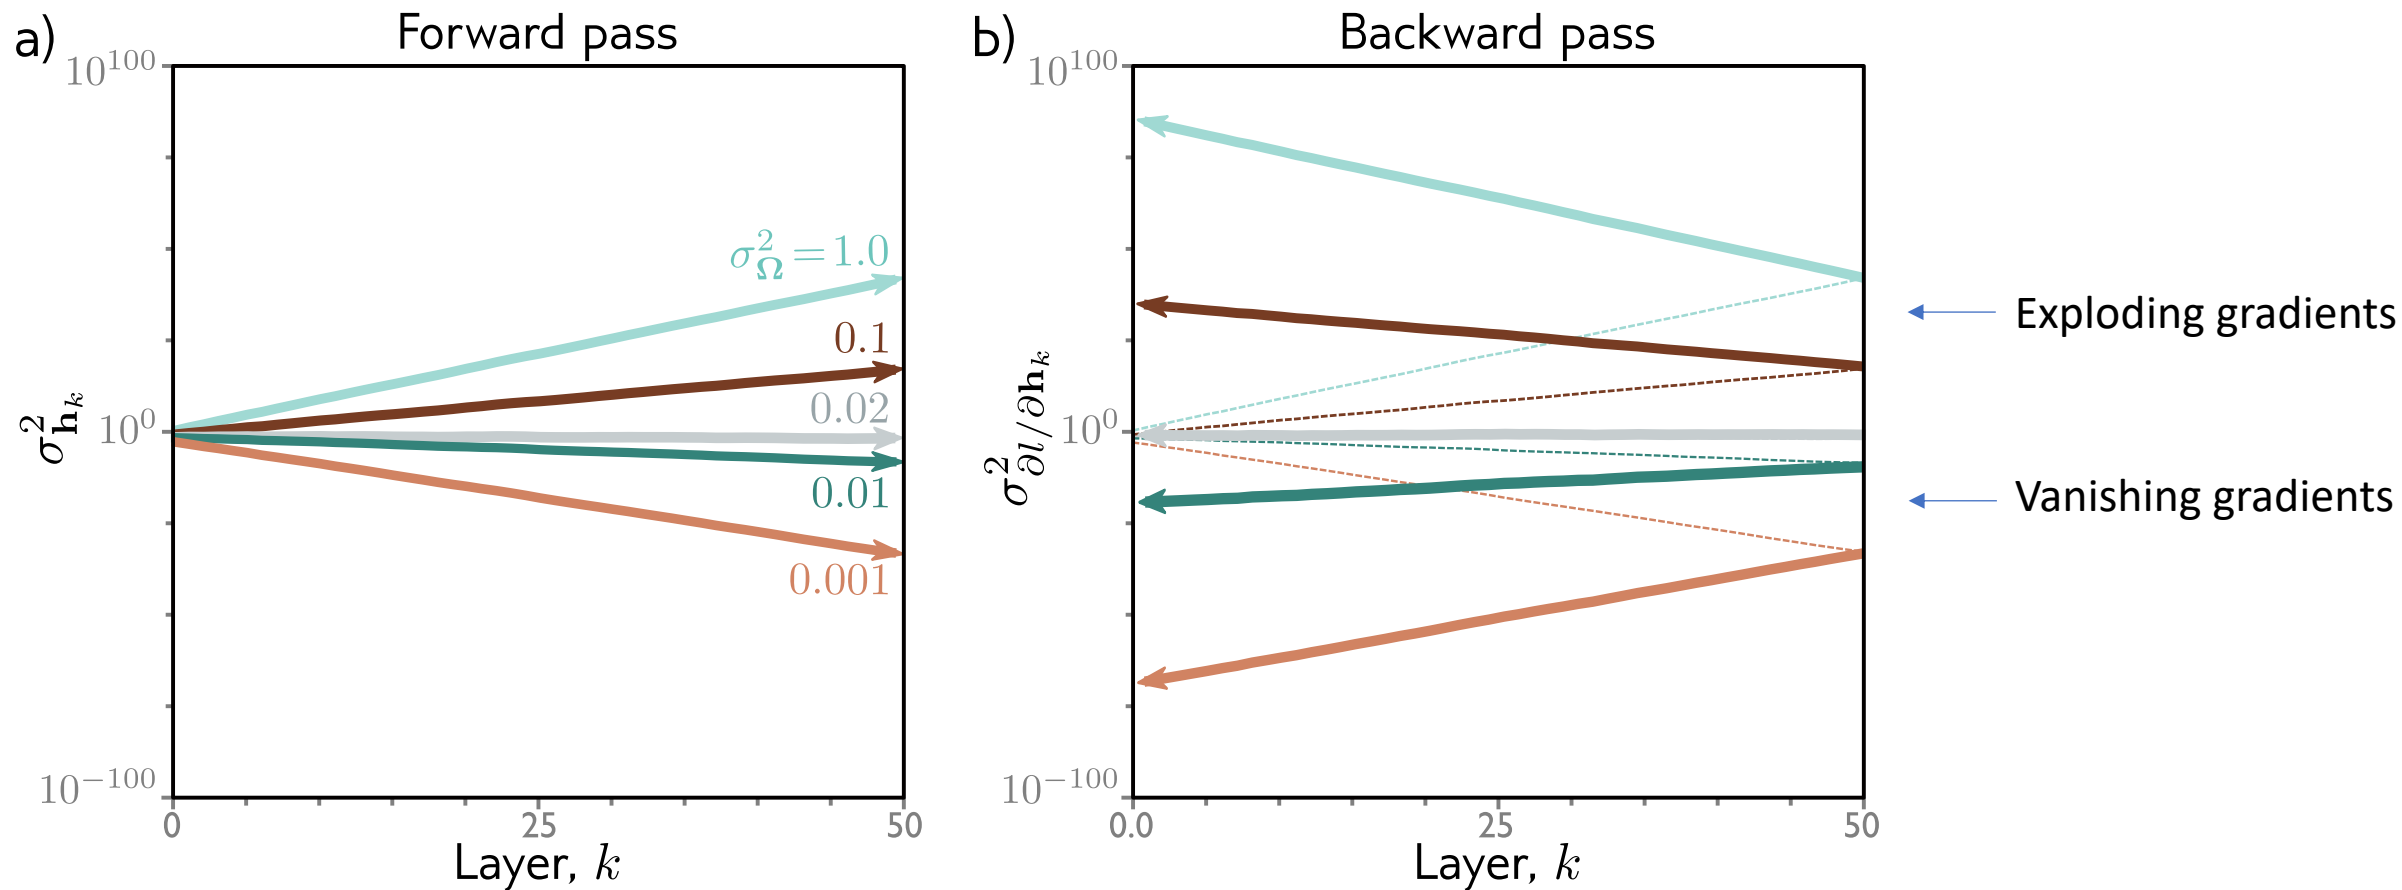 a)
Forward pass
10^100
10^0
10^−100
σ²_h_k
σ²_Ω = 1.0
0.1
0.02
0.01
0.001
0
25
50
Layer, k
b)
Backward pass
10^100
10^0
10^−100
σ²_∂l/∂h_k
0.0
25
50
Layer, k
Exploding gradients
Vanishing gradients